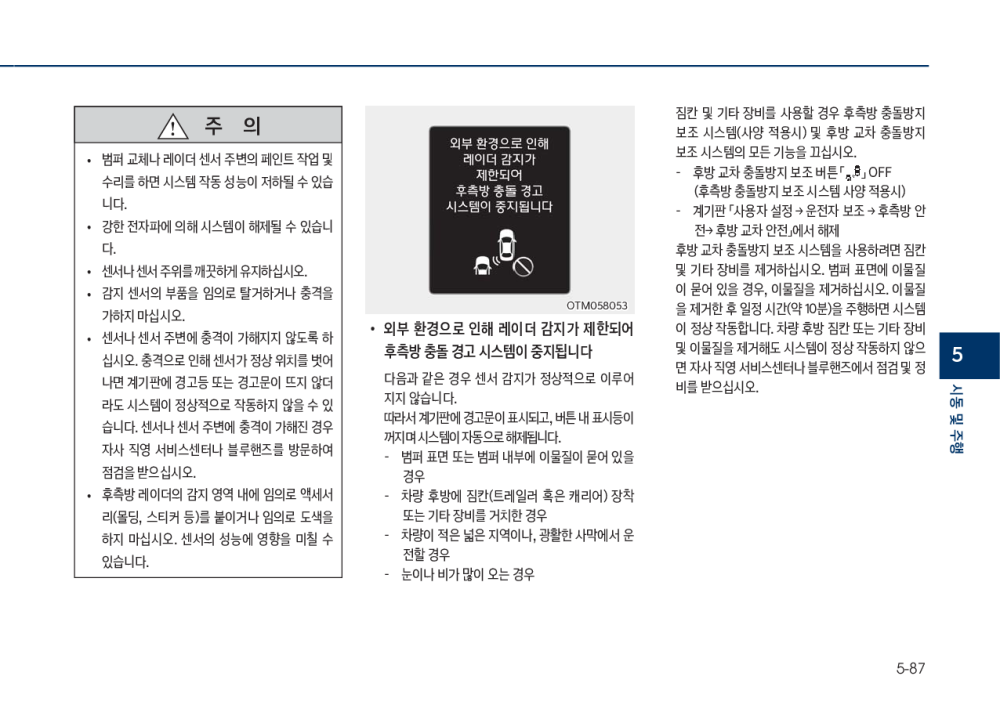 주 의
• 범퍼 교체나 레이더 센서 주변의 페인트 작업 및
수리를 하면 시스템 작동 성능이 저하될 수 있습
니다.
• 강한 전자파에 의해 시스템이 해제될 수 있습니
다.
• 센서나 센서 주위를 깨끗하게 유지하십시오.
• 감지 센서의 부품을 임의로 탈거하거나 충격을
가하지 마십시오.
• 센서나 센서 주변에 충격이 가해지지 않도록 하
십시오. 충격으로 인해 센서가 정상 위치를 벗어
나면 계기판에 경고등 또는 경고문이 뜨지 않더
라도 시스템이 정상적으로 작동하지 않을 수 있
습니다. 센서나 센서 주변에 충격이 가해진 경우
자사 직영 서비스센터나 블루핸즈를 방문하여
점검을 받으십시오.
• 후측방 레이더의 감지 영역 내에 임의로 액세서
리(몰딩, 스티커 등)를 붙이거나 임의로 도색을
하지 마십시오. 센서의 성능에 영향을 미칠 수
있습니다.
외부 환경으로 인해
레이더 감지가
제한되어
후측방 충돌 경고
시스템이 중지됩니다
OTM058053
• 외부 환경으로 인해 레이더 감지가 제한되어
후측방 충돌 경고 시스템이 중지됩니다
다음과 같은 경우 센서 감지가 정상적으로 이루어
지지 않습니다.
따라서 계기판에 경고문이 표시되고, 버튼 내 표시등이
꺼지며 시스템이 자동으로 해제됩니다.
- 범퍼 표면 또는 범퍼 내부에 이물질이 묻어 있을
경우
- 차량 후방에 짐칸(트레일러 혹은 캐리어) 장착
또는 기타 장비를 거치한 경우
- 차량이 적은 넓은 지역이나, 광활한 사막에서 운
전할 경우
- 눈이나 비가 많이 오는 경우
짐칸 및 기타 장비를 사용할 경우 후측방 충돌방지
보조 시스템(사양 적용시) 및 후방 교차 충돌방지
보조 시스템의 모든 기능을 끄십시오.
- 후방 교차 충돌방지 보조 버튼「 」OFF
(후측방 충돌방지 보조 시스템 사양 적용시)
- 계기판 「사용자 설정 → 운전자 보조 → 후측방 안
전→ 후방 교차 안전」에서 해제
후방 교차 충돌방지 보조 시스템을 사용하려면 짐칸
및 기타 장비를 제거하십시오. 범퍼 표면에 이물질
이 묻어 있을 경우, 이물질을 제거하십시오. 이물질
을 제거한 후 일정 시간(약 10분)을 주행하면 시스템
이 정상 작동합니다. 차량 후방 짐칸 또는 기타 장비
및 이물질을 제거해도 시스템이 정상 작동하지 않으
면 자사 직영 서비스센터나 블루핸즈에서 점검 및 정
비를 받으십시오.
5
시동 및 주행
5-87